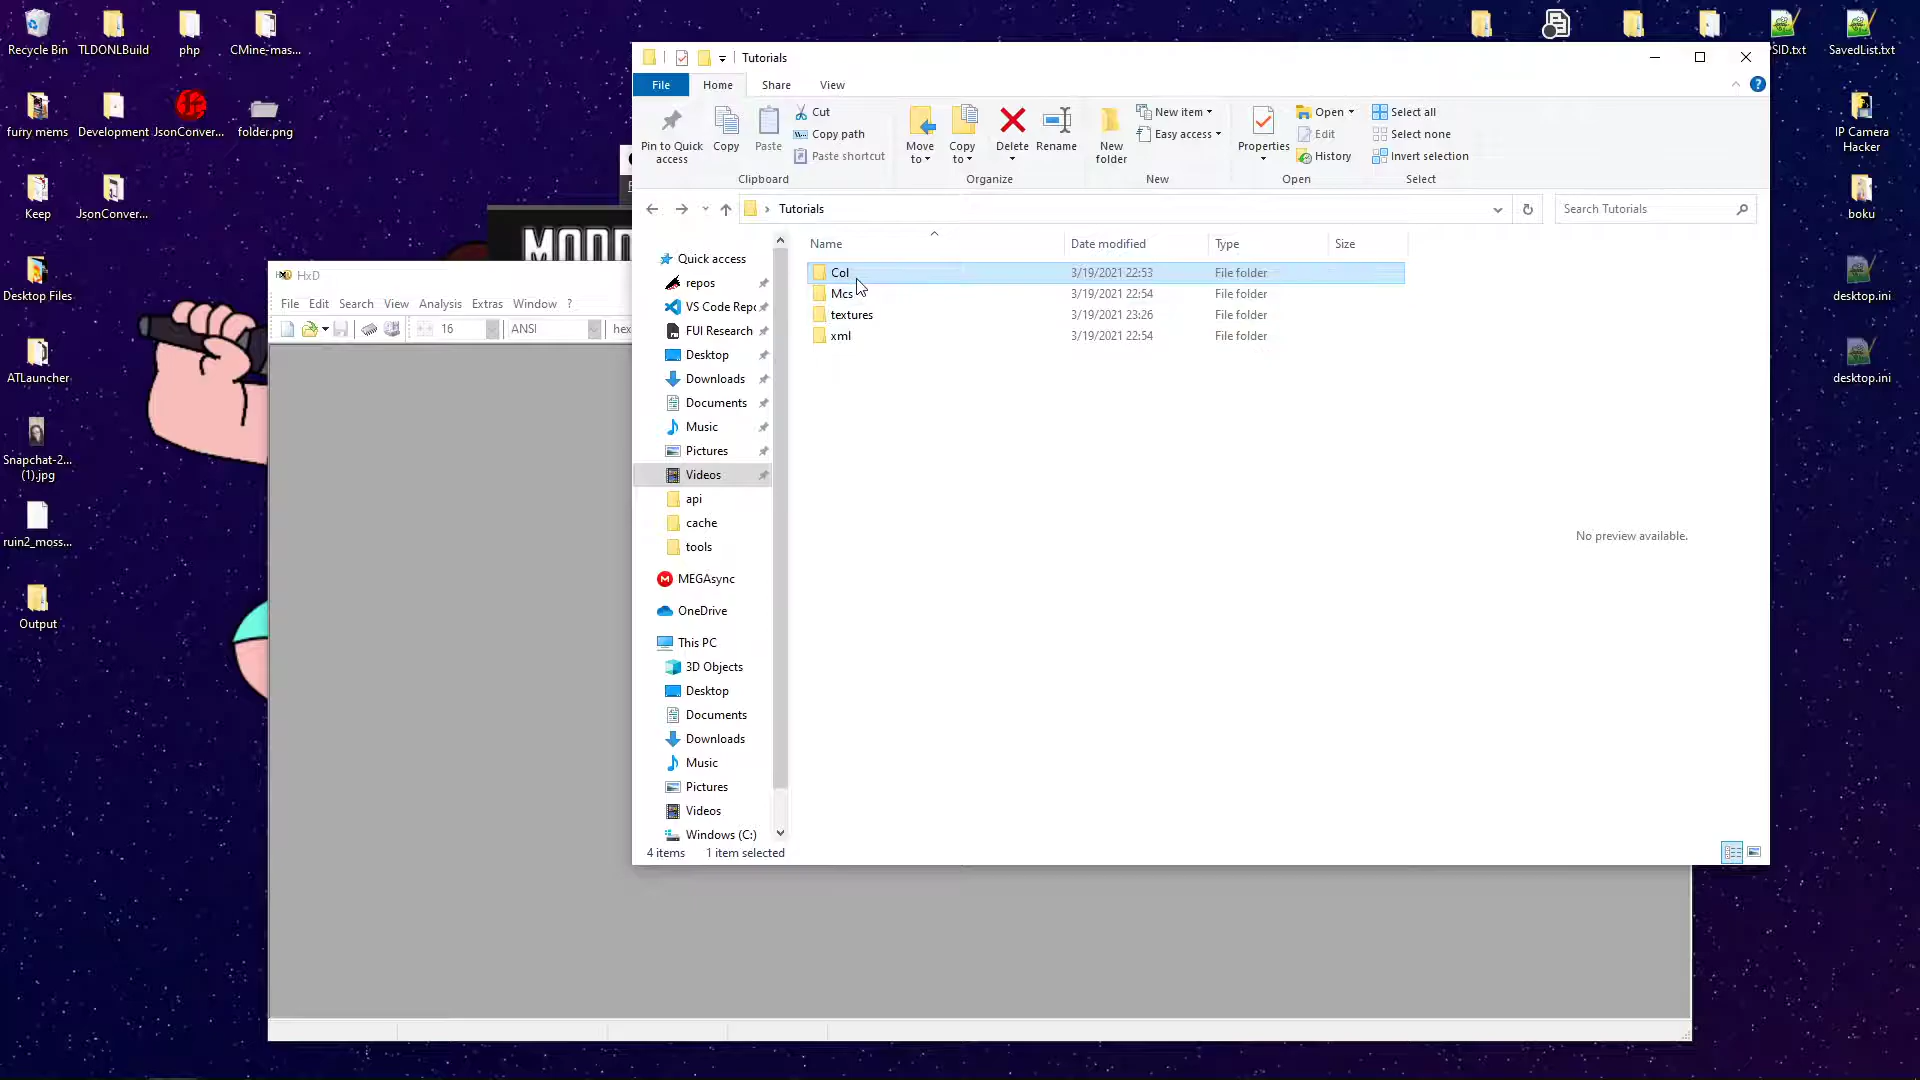 Recycle Bin
TLDONLBuild
php
CMine-mas...
furry mems
Development
JsonConver...
folder.png
Keep
JsonConver...
Desktop Files
ATLauncher
Snapchat-2...
(1).jpg
ruin2_moss...
Output
SID.txt
SavedList.txt
IP Camera
Hacker
boku
desktop.ini
desktop.ini
Tutorials
File
Home
Share
View
Pin to Quick
access
Copy
Paste
Cut
Copy path
Paste shortcut
Clipboard
Move
to
Copy
to
Delete
Rename
Organize
New
folder
New item
Easy access
New
Properties
Open
Edit
History
Open
Select all
Select none
Invert selection
Select
Tutorials
Search Tutorials
Name
Date modified
Type
Size
Col 3/19/2021 22:53 File folder
Mcs 3/19/2021 22:54 File folder
textures 3/19/2021 23:26 File folder
xml 3/19/2021 22:54 File folder
Quick access
repos
VS Code Repo
FUI Research
Desktop
Downloads
Documents
Music
Pictures
Videos
api
cache
tools
MEGAsync
OneDrive
This PC
3D Objects
Desktop
Documents
Downloads
Music
Pictures
Videos
Windows (C:)
No preview available.
4 items 1 item selected
MODD
HxD
File Edit Search View Analysis Extras Window ?
16
ANSI
hex